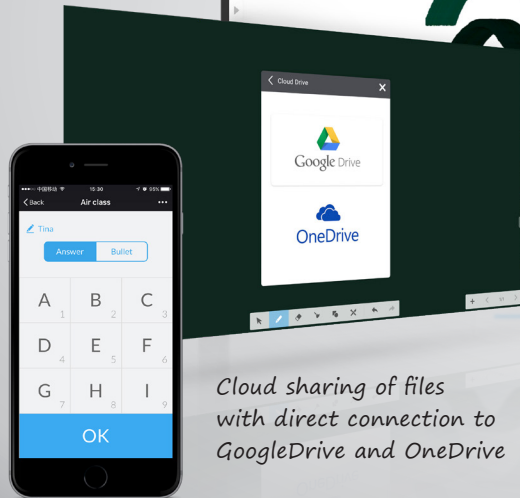 Cloud Drive
Google Drive
OneDrive
中国移动 15:30 95%
Back Air class
Tina
Answer Bullet
A 1 B 2 C 3
D 4 E 5 F 6
G 7 H 8 I 9
OK
Cloud sharing of files
with direct connection to
GoogleDrive and OneDrive